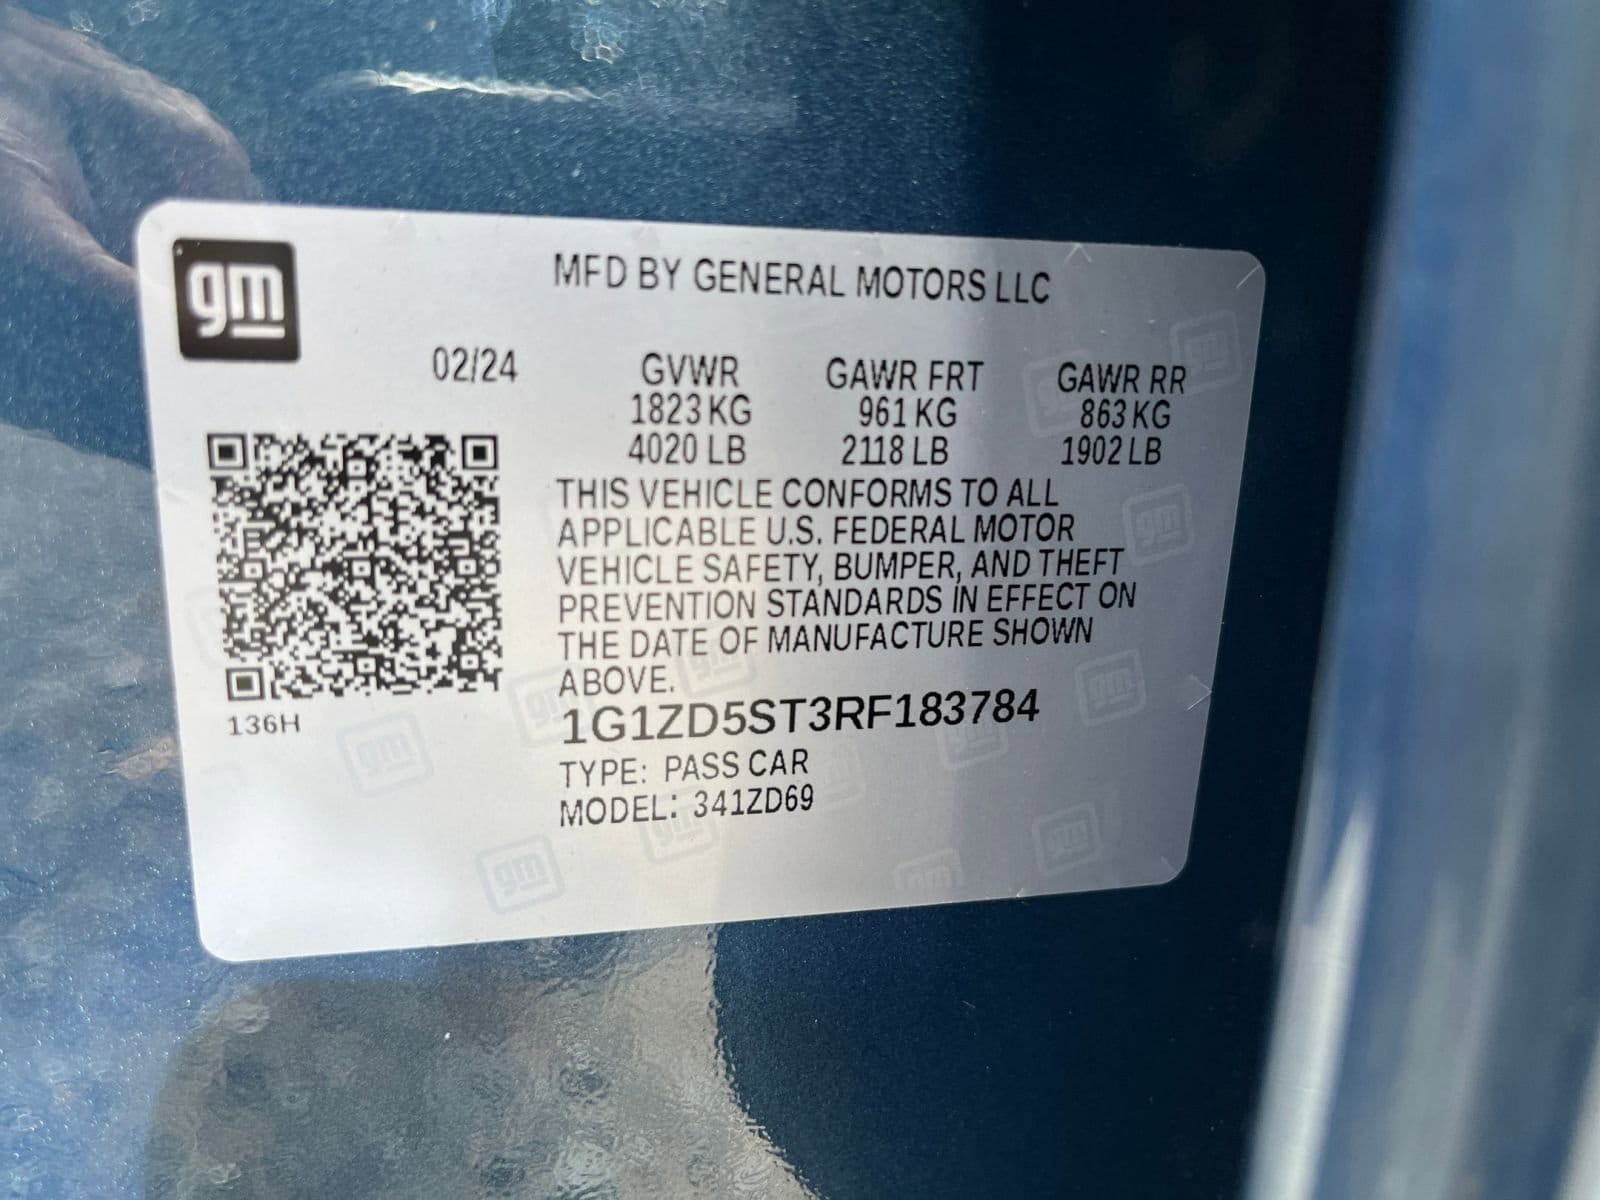 gm
MFD BY GENERAL MOTORS LLC
02/24 GVWR GAWR FRT GAWR RR
1823 KG 961 KG 863 KG
4020 LB 2118 LB 1902 LB
THIS VEHICLE CONFORMS TO ALL
APPLICABLE U.S. FEDERAL MOTOR
VEHICLE SAFETY, BUMPER, AND THEFT
PREVENTION STANDARDS IN EFFECT ON
THE DATE OF MANUFACTURE SHOWN
ABOVE.
136H
1G1ZD5ST3RF183784
TYPE: PASS CAR
MODEL: 341ZD69